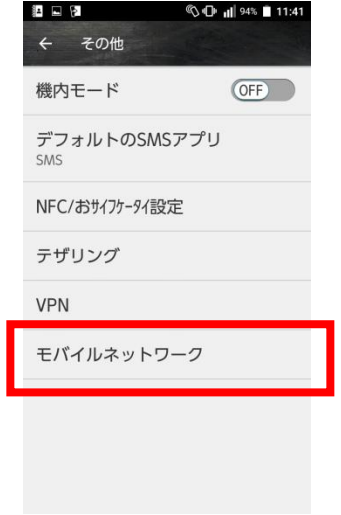 94% 11:41
← その他
機内モード OFF
デフォルトのSMSアプリ
SMS
NFC/おサイフケータイ設定
テザリング
VPN
モバイルネットワーク